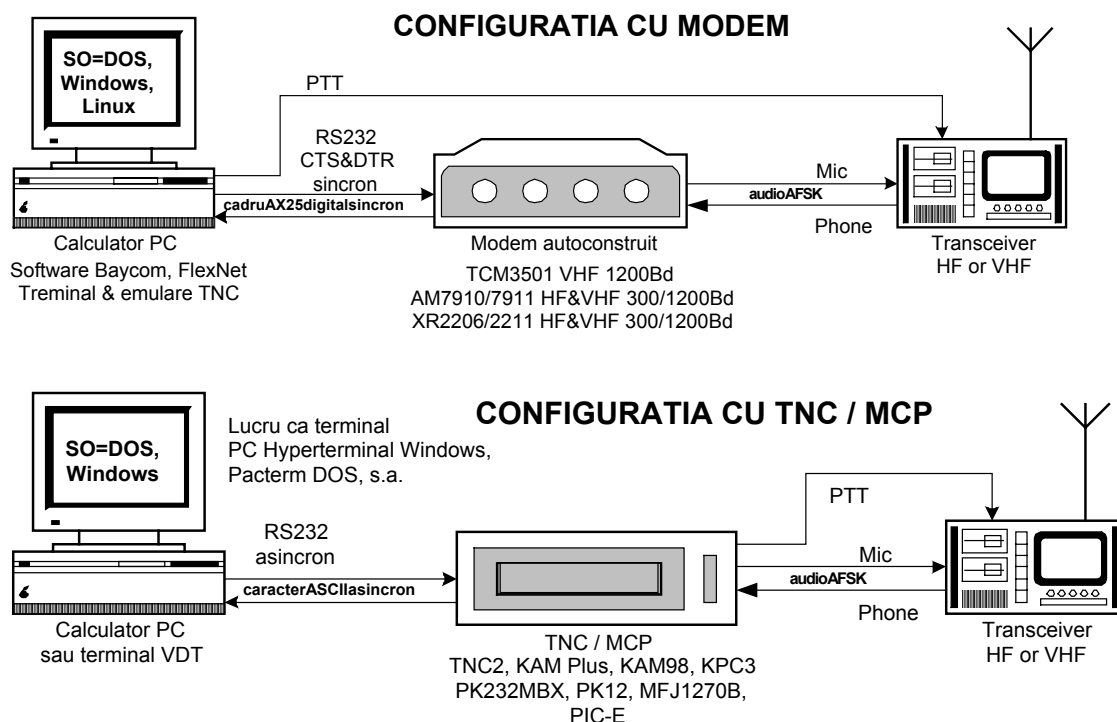 CONFIGURATIA CU MODEM
SO=DOS,
Windows,
Linux
PTT
RS232
CTS&DTR
sincron
cadruAX25digitalsincron
Mic
audioAFSK
Phone
Calculator PC
Software Baycom, FlexNet
Treminal & emulare TNC
Modem autoconstruit
TCM3501 VHF 1200Bd
AM7910/7911 HF&VHF 300/1200Bd
XR2206/2211 HF&VHF 300/1200Bd
Transceiver
HF or VHF
CONFIGURATIA CU TNC / MCP
SO=DOS,
Windows
Lucru ca terminal
PC Hyperterminal Windows,
Pacterm DOS, s.a.
RS232
asincron
caracterASCIIasincron
PTT
Mic
audioAFSK
Phone
Calculator PC
sau terminal VDT
TNC / MCP
TNC2, KAM Plus, KAM98, KPC3
PK232MBX, PK12, MFJ1270B,
PIC-E
Transceiver
HF or VHF